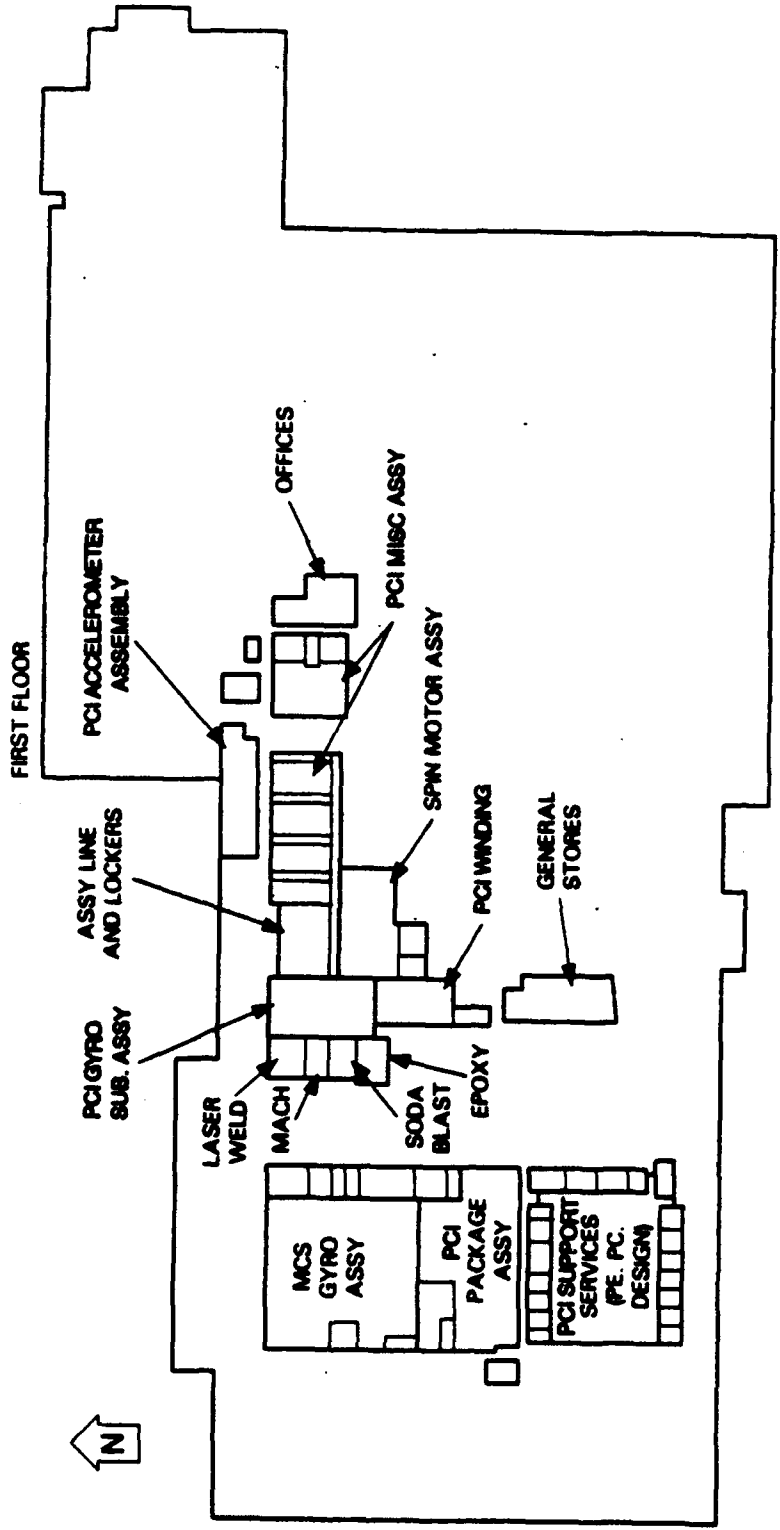 FIRST FLOOR
PCI ACCELEROMETER
ASSEMBLY
OFFICES
ASSY LINE
AND LOCKERS
PCI MISC ASSY
PCI GYRO
SUB. ASSY
SPIN MOTOR ASSY
LASER
WELD
MACH
PCI WINDING
SODA
BLAST
EPOXY
GENERAL
STORES
MCS
GYRO
ASSY
PCI
PACKAGE
ASSY
PCI SUPPORT
SERVICES
(PE. PC.
DESIGN)
N